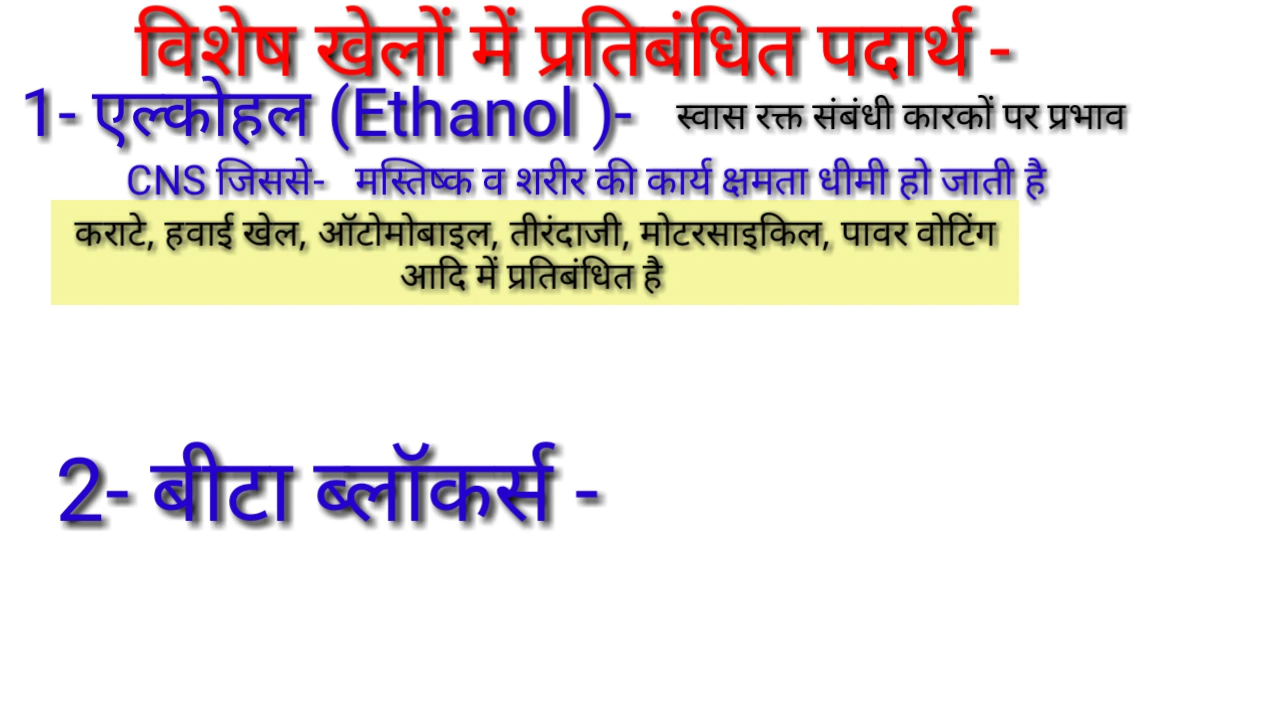 विशेष खेलों में प्रतिबंधित पदार्थ -
1- एल्कोहल (Ethanol )- स्वास रक्त संबंधी कारकों पर प्रभाव
CNS जिससे- मस्तिष्क व शरीर की कार्य क्षमता धीमी हो जाती है
कराटे, हवाई खेल, ऑटोमोबाइल, तीरंदाजी, मोटरसाइकिल, पावर वोटिंग
आदि में प्रतिबंधित है
2- बीटा ब्लॉकर्स -